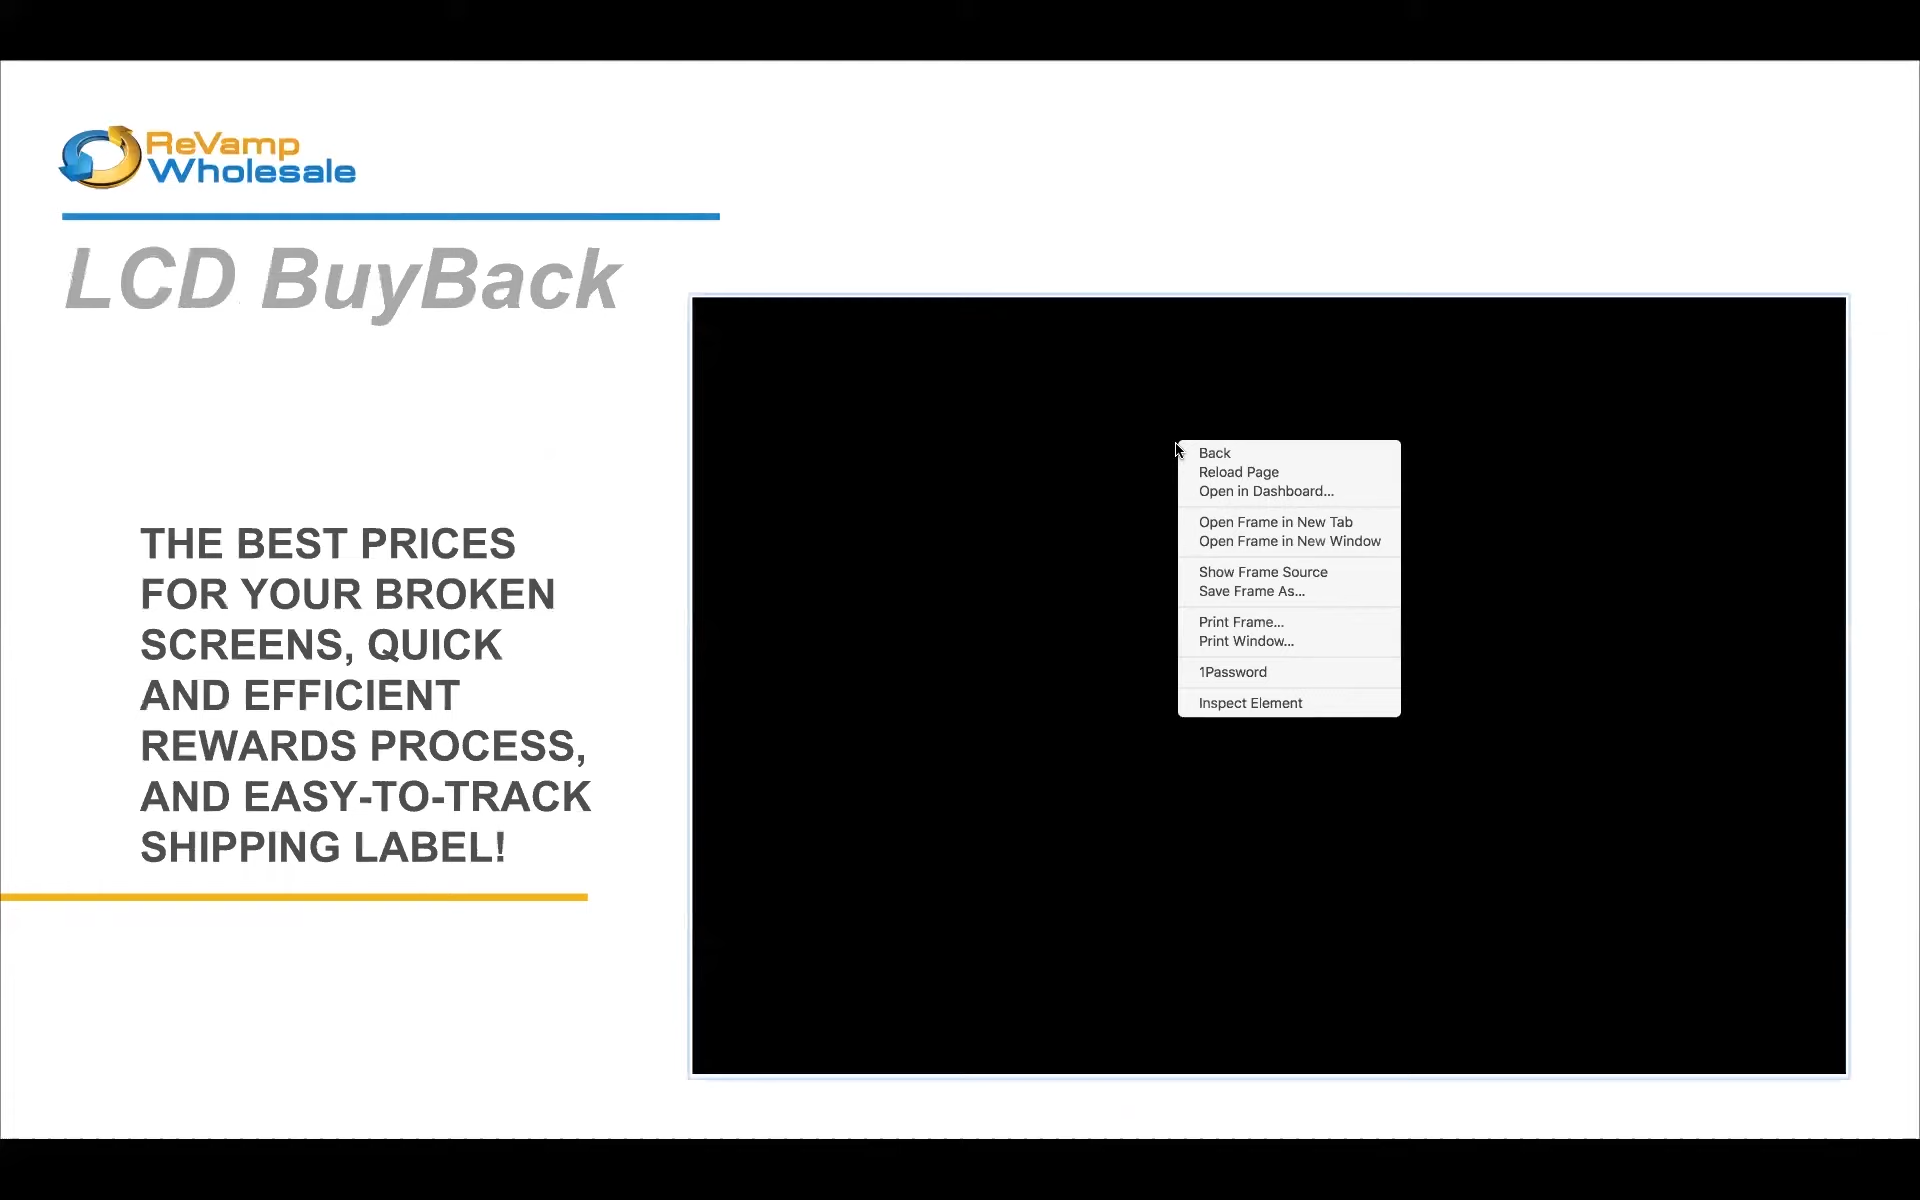 ReVamp
Wholesale
LCD BuyBack
THE BEST PRICES
FOR YOUR BROKEN
SCREENS, QUICK
AND EFFICIENT
REWARDS PROCESS,
AND EASY-TO-TRACK
SHIPPING LABEL!
Back
Reload Page
Open in Dashboard...
Open Frame in New Tab
Open Frame in New Window
Show Frame Source
Save Frame As...
Print Frame...
Print Window...
1Password
Inspect Element